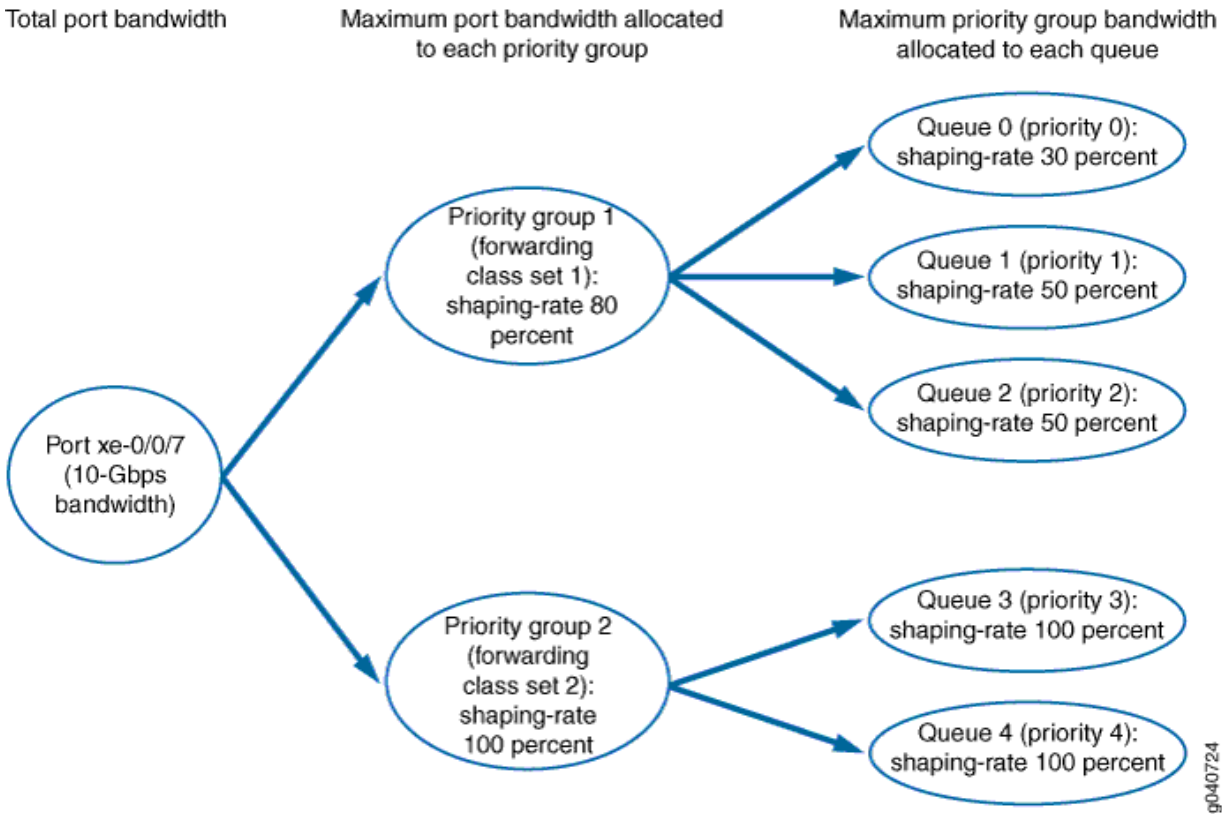 Total port bandwidth
Maximum port bandwidth allocated
to each priority group
Maximum priority group bandwidth
allocated to each queue
Port xe-0/0/7
(10-Gbps
bandwidth)
Priority group 1
(forwarding
class set 1):
shaping-rate 80
percent
Queue 0 (priority 0):
shaping-rate 30 percent
Queue 1 (priority 1):
shaping-rate 50 percent
Queue 2 (priority 2):
shaping-rate 50 percent
Priority group 2
(forwarding
class set 2):
shaping-rate
100 percent
Queue 3 (priority 3):
shaping-rate 100 percent
Queue 4 (priority 4):
shaping-rate 100 percent
g040724